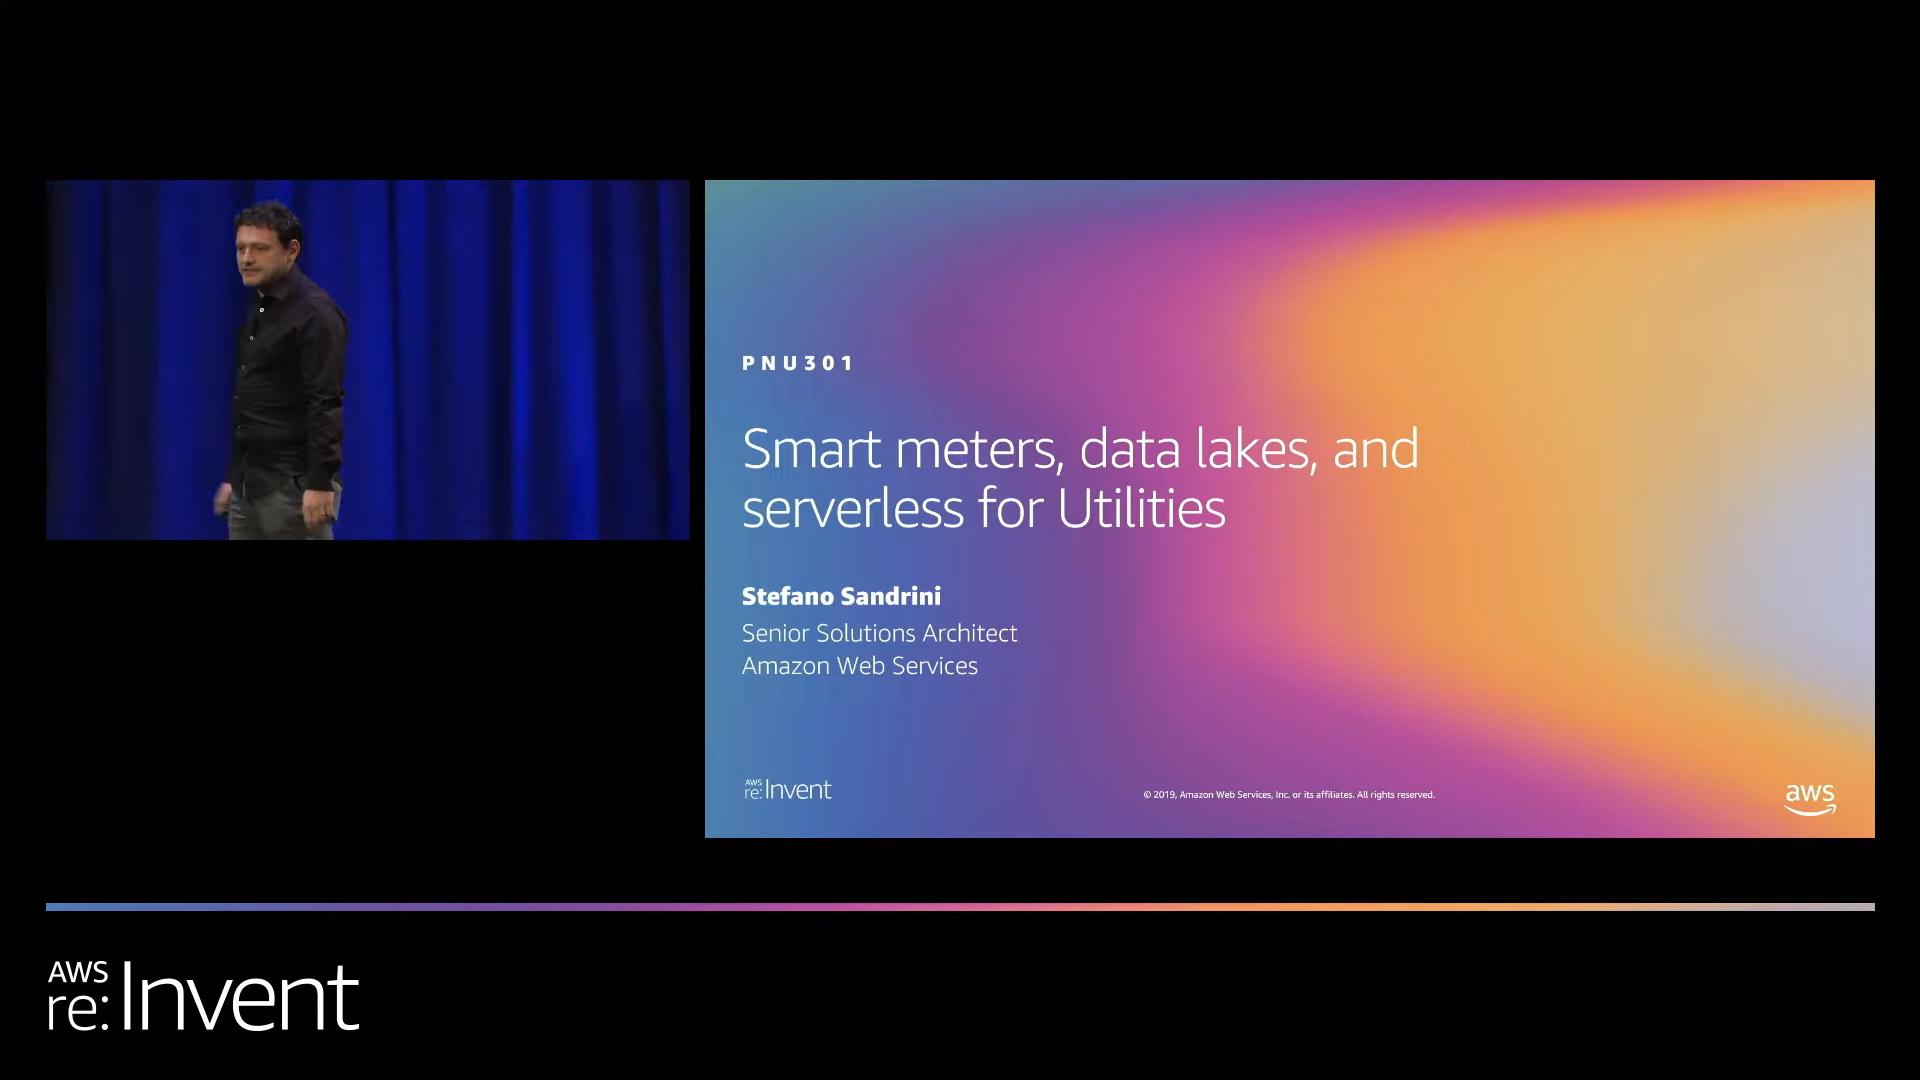 PNU301
Smart meters, data lakes, and
serverless for Utilities
Stefano Sandrini
Senior Solutions Architect
Amazon Web Services
AWS
re:Invent
© 2019, Amazon Web Services, Inc. or its affiliates. All rights reserved.
aws
AWS
re:Invent